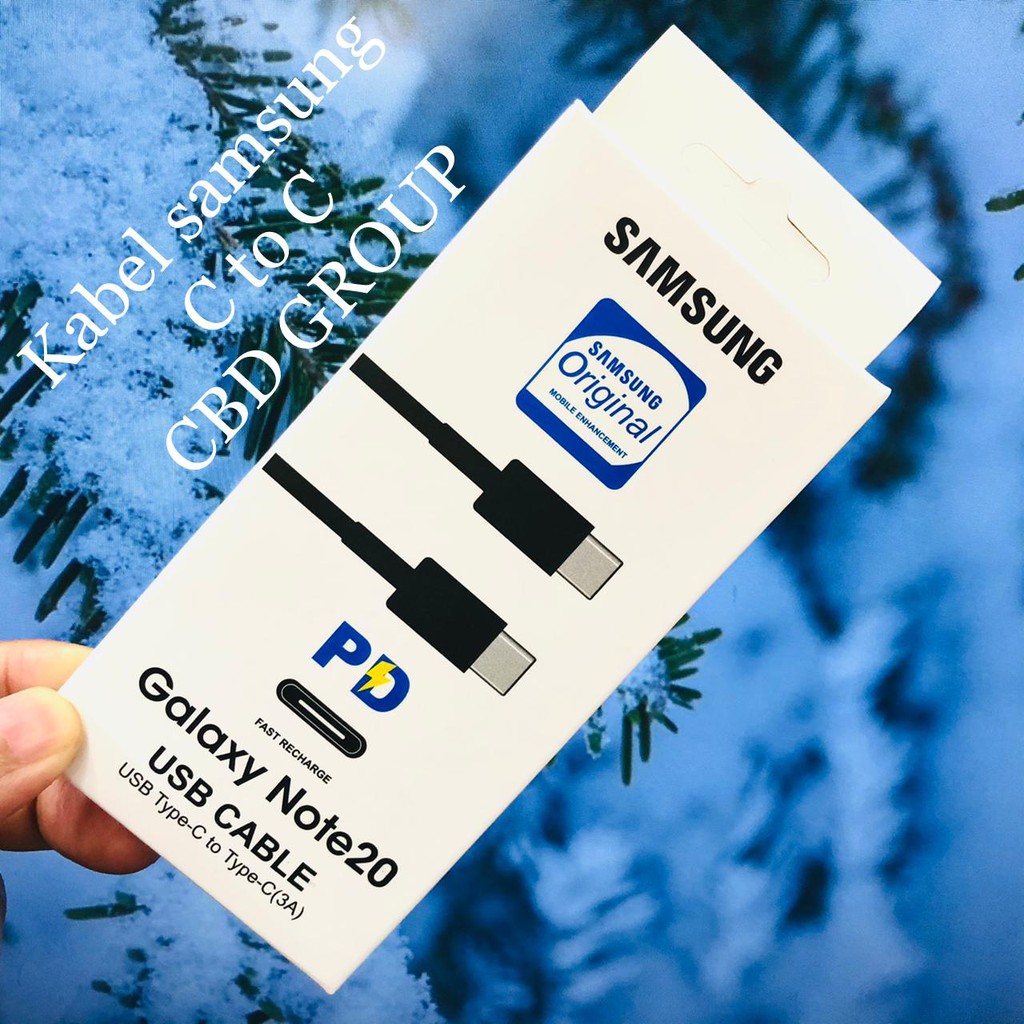 Kabel samsung
C to C
CBD GROUP
SAMSUNG
SAMSUNG
Original
MOBILE ENHANCEMENT
PD
FAST RECHARGE
Galaxy Note20
USB CABLE
USB Type-C to Type-C(3A)